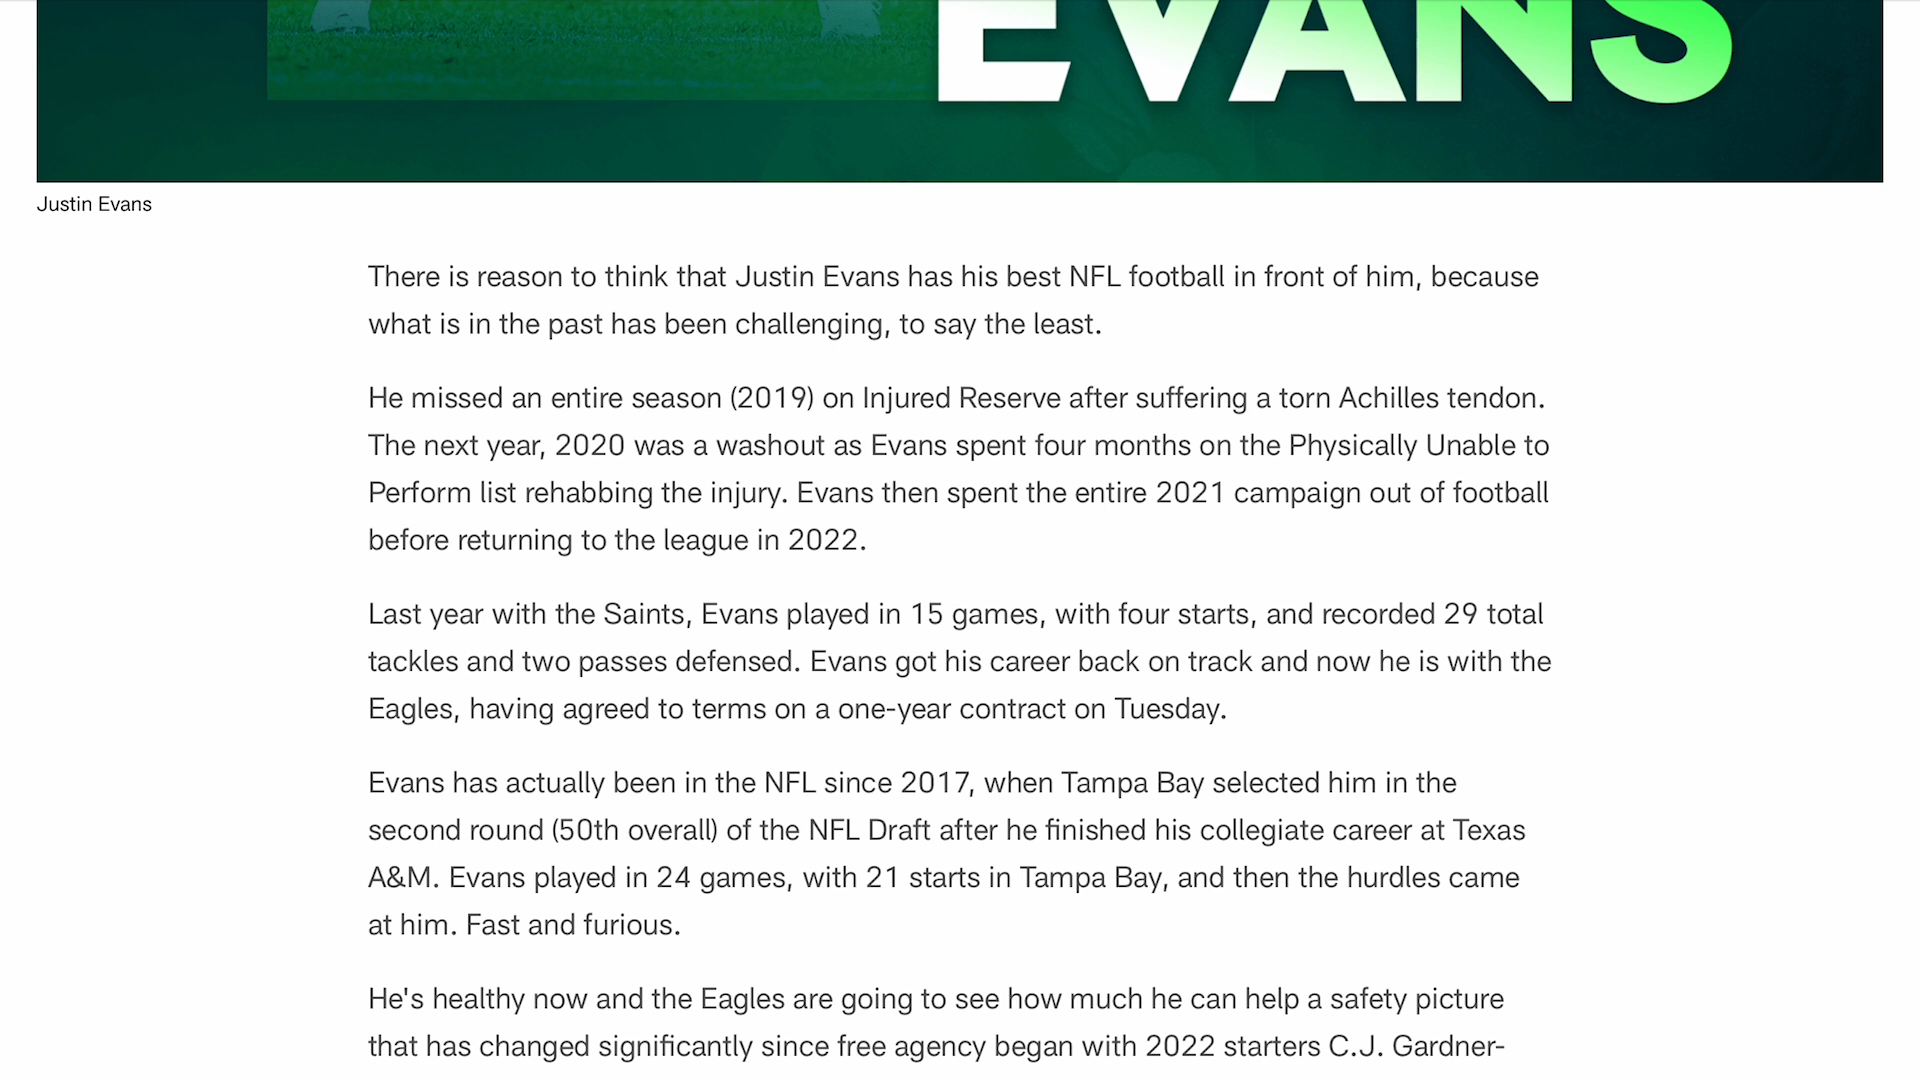 EVANS
Justin Evans
There is reason to think that Justin Evans has his best NFL football in front of him, because
what is in the past has been challenging, to say the least.
He missed an entire season (2019) on Injured Reserve after suffering a torn Achilles tendon.
The next year, 2020 was a washout as Evans spent four months on the Physically Unable to
Perform list rehabbing the injury. Evans then spent the entire 2021 campaign out of football
before returning to the league in 2022.
Last year with the Saints, Evans played in 15 games, with four starts, and recorded 29 total
tackles and two passes defensed. Evans got his career back on track and now he is with the
Eagles, having agreed to terms on a one-year contract on Tuesday.
Evans has actually been in the NFL since 2017, when Tampa Bay selected him in the
second round (50th overall) of the NFL Draft after he finished his collegiate career at Texas
A&M. Evans played in 24 games, with 21 starts in Tampa Bay, and then the hurdles came
at him. Fast and furious.
He's healthy now and the Eagles are going to see how much he can help a safety picture
that has changed significantly since free agency began with 2022 starters C.J. Gardner-